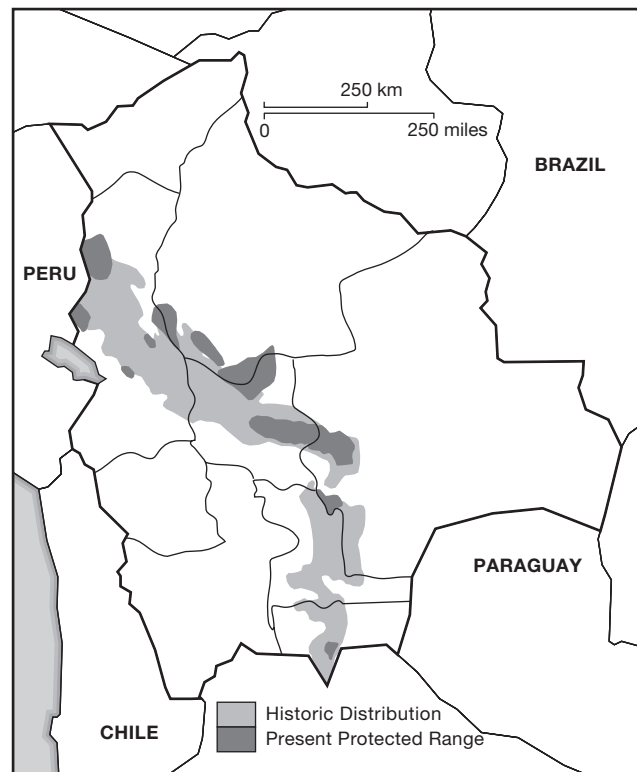 250 km
0 250 miles
BRAZIL
PERU
PARAGUAY
CHILE
Historic Distribution
Present Protected Range